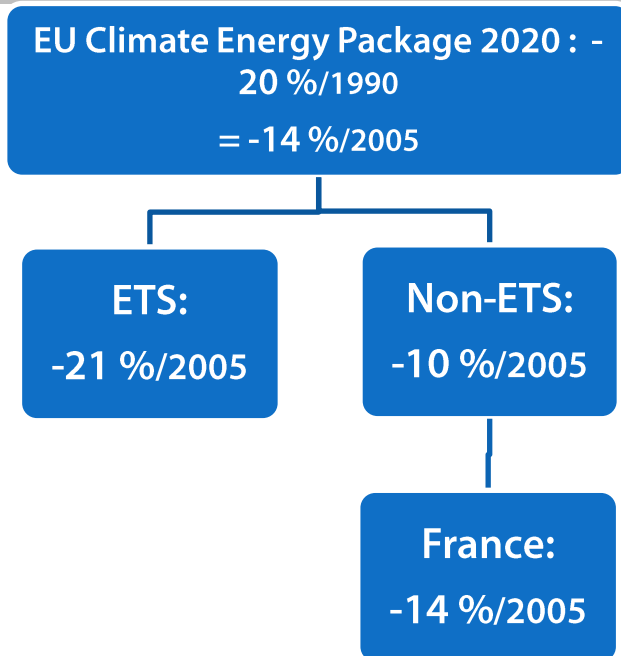 EU Climate Energy Package 2020 : -
20 %/1990
= -14 %/2005
ETS:
-21 %/2005
Non-ETS:
-10 %/2005
France:
-14 %/2005